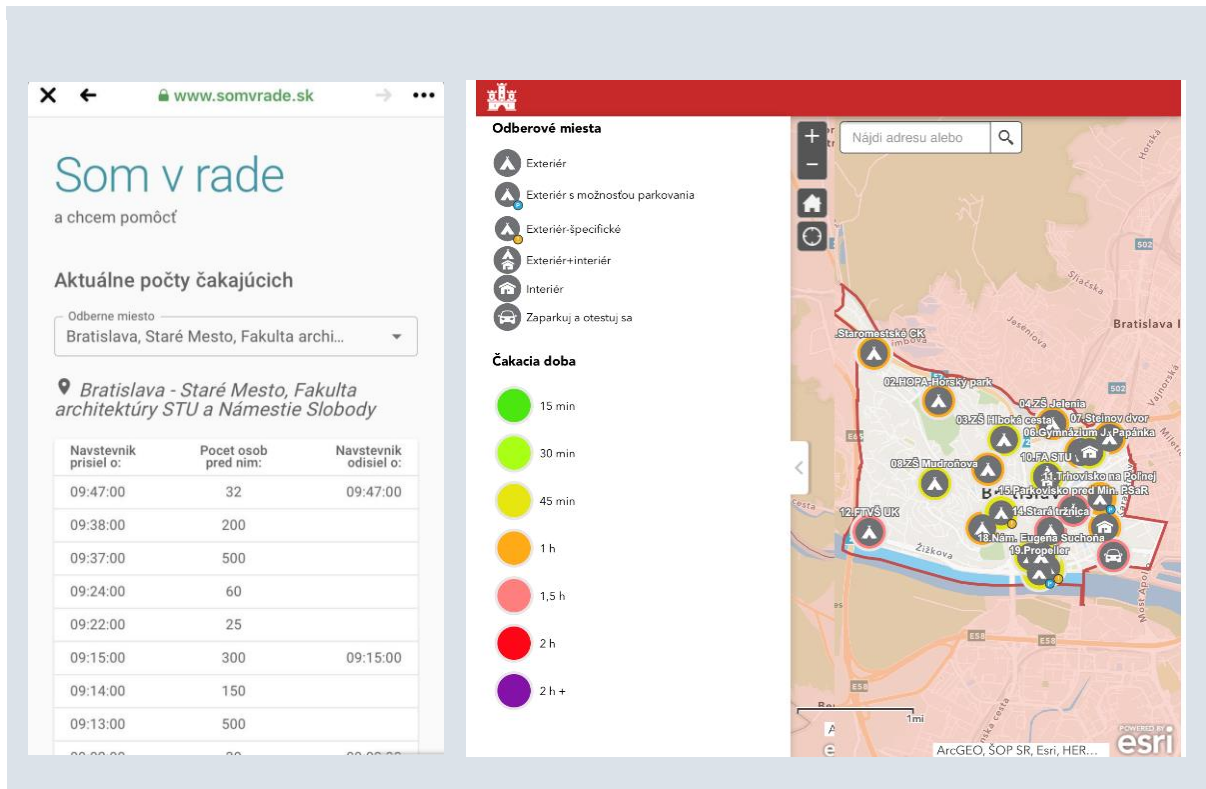 www.somvrade.sk
Som v rade
a chcem pomôcť
Aktuálne počty čakajúcich
Odberne miesto
Bratislava, Staré Mesto, Fakulta archi...
Bratislava - Staré Mesto, Fakulta
architektúry STU a Námestie Slobody
Navstevnik prisiel o: Pocet osob pred nim: Navstevnik odisiel o:
09:47:00 32 09:47:00
09:38:00 200
09:37:00 500
09:24:00 60
09:22:00 25
09:15:00 300 09:15:00
09:14:00 150
09:13:00 500
Odberové miesta
Exteriér
Exteriér s možnosťou parkovania
Exteriér-špecifické
Exteriér+interiér
Interiér
Zaparkuj a otestuj sa
Čakacia doba
15 min
30 min
45 min
1 h
1,5 h
2 h
2 h +
Nájdi adresu alebo
Horská
502
Sliačska
Jeséniova
Bratislava I
.Staromestské CK
02.HOPA-Horský park
502
Vajnorská
04.ZŠ Jelenia
03.ZŠ Hlboká cesta
07.Steinov dvor
06.Gymnázium J. Papánka
E65
10.FA STU
08.ZŠ Mudroňova
11.Trhovisko na Poľnej
15.Parkovisko pred Min. PSaR
12.FTVŠ UK
14.Stará tržnica
18.Nám. Eugena Suchoňa
19.Propeller
Žižkova
Most Apolo
E58
E58
E58
1mi
POWERED BY
esri
ArcGEO, ŠOP SR, Esri, HER...